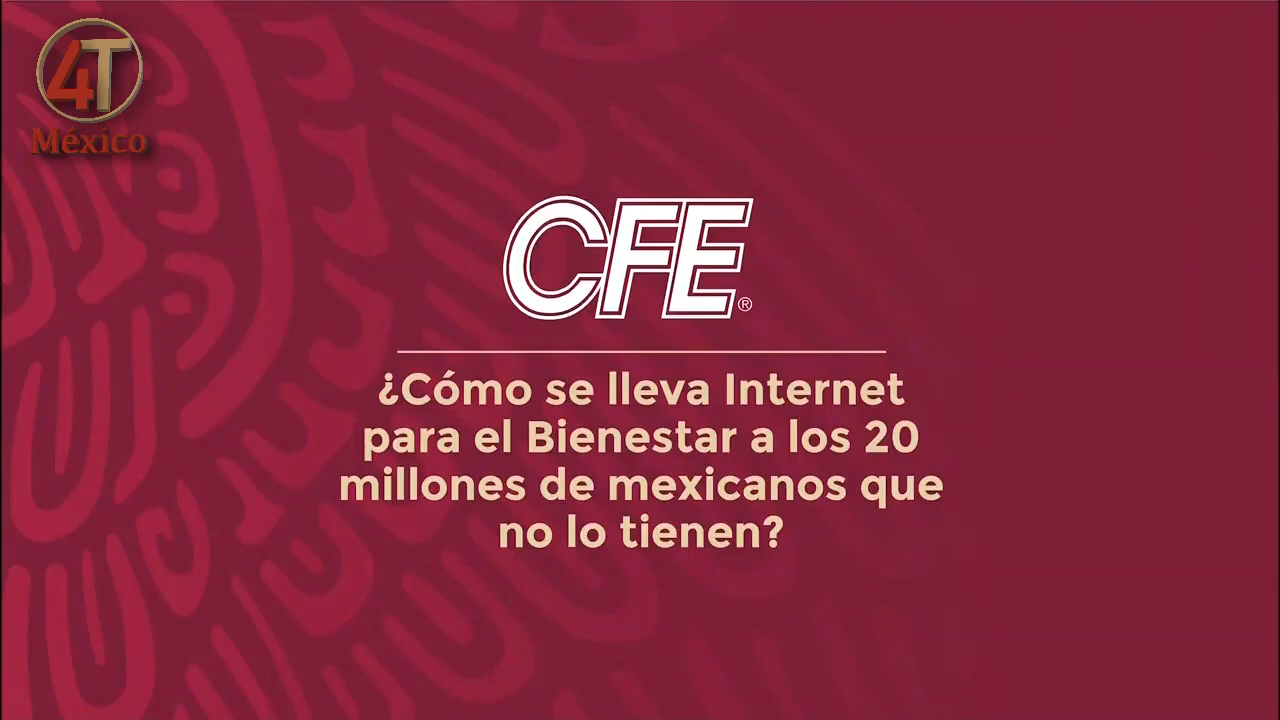 4T
México
CFE®
¿Cómo se lleva Internet
para el Bienestar a los 20
millones de mexicanos que
no lo tienen?